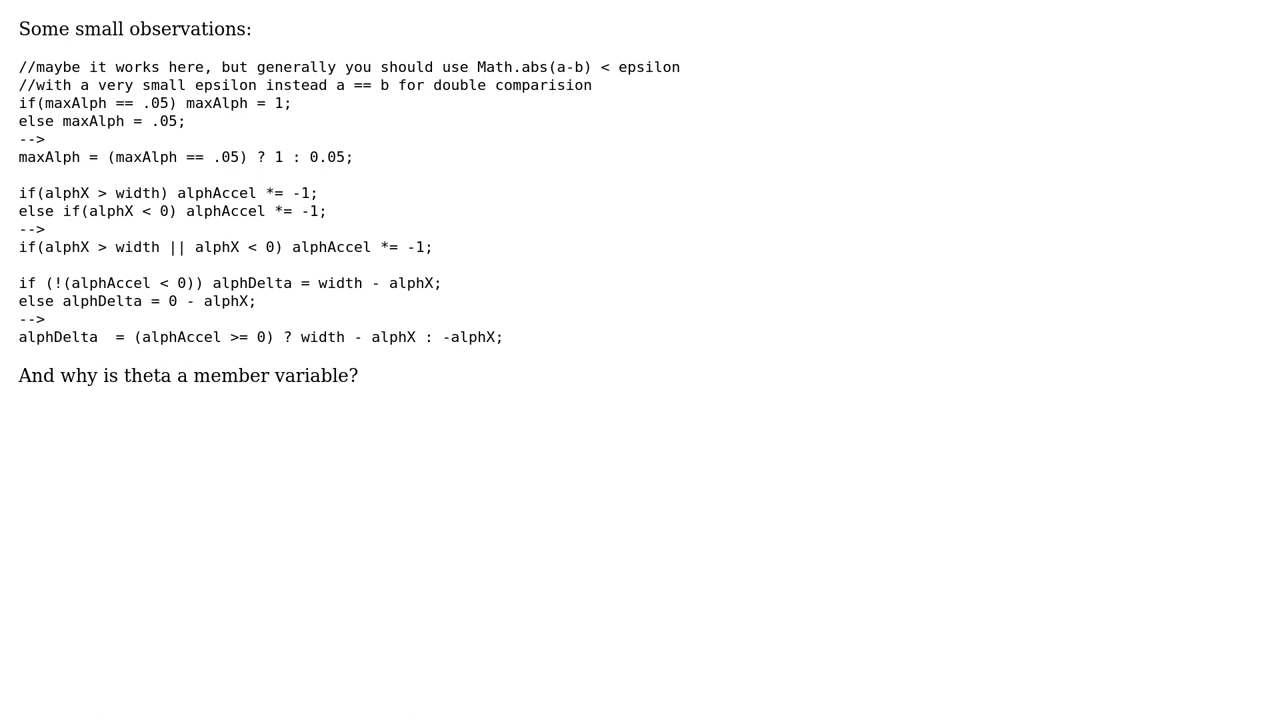 Some small observations:
//maybe it works here, but generally you should use Math.abs(a-b) < epsilon
//with a very small epsilon instead a == b for double comparision
if(maxAlph == .05) maxAlph = 1;
else maxAlph = .05;
-->
maxAlph = (maxAlph == .05) ? 1 : 0.05;
if(alphX > width) alphAccel *= -1;
else if(alphX < 0) alphAccel *= -1;
-->
if(alphX > width || alphX < 0) alphAccel *= -1;
if (!(alphAccel < 0)) alphDelta = width - alphX;
else alphDelta = 0 - alphX;
-->
alphDelta  = (alphAccel >= 0) ? width - alphX : -alphX;
And why is theta a member variable?